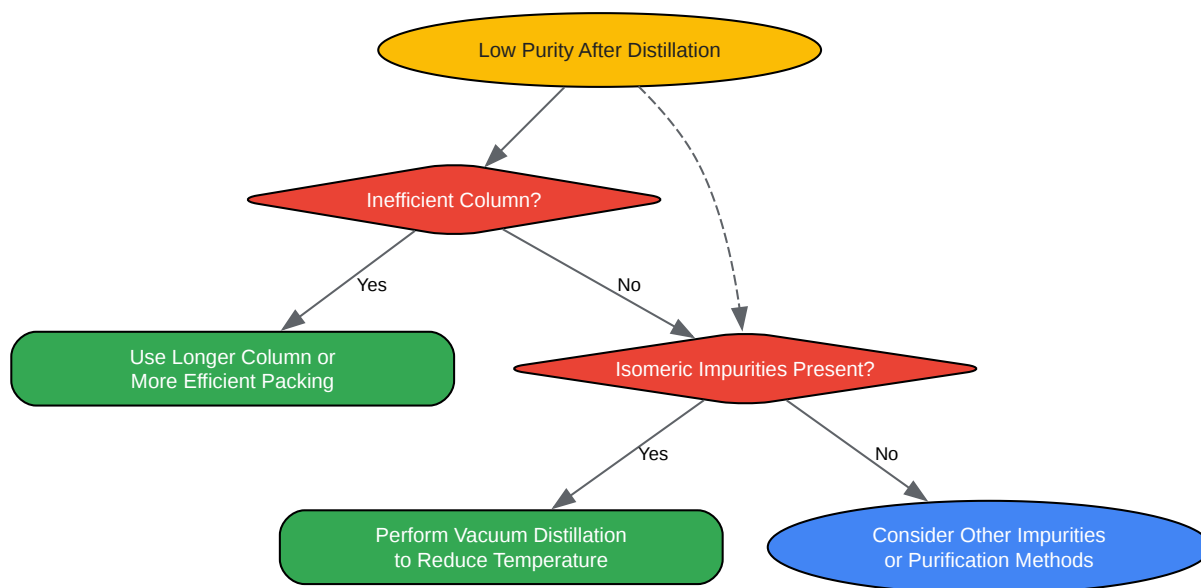 Low Purity After Distillation
Inefficient Column?
Yes
No
Use Longer Column or
More Efficient Packing
Isomeric Impurities Present?
Yes
No
Perform Vacuum Distillation
to Reduce Temperature
Consider Other Impurities
or Purification Methods